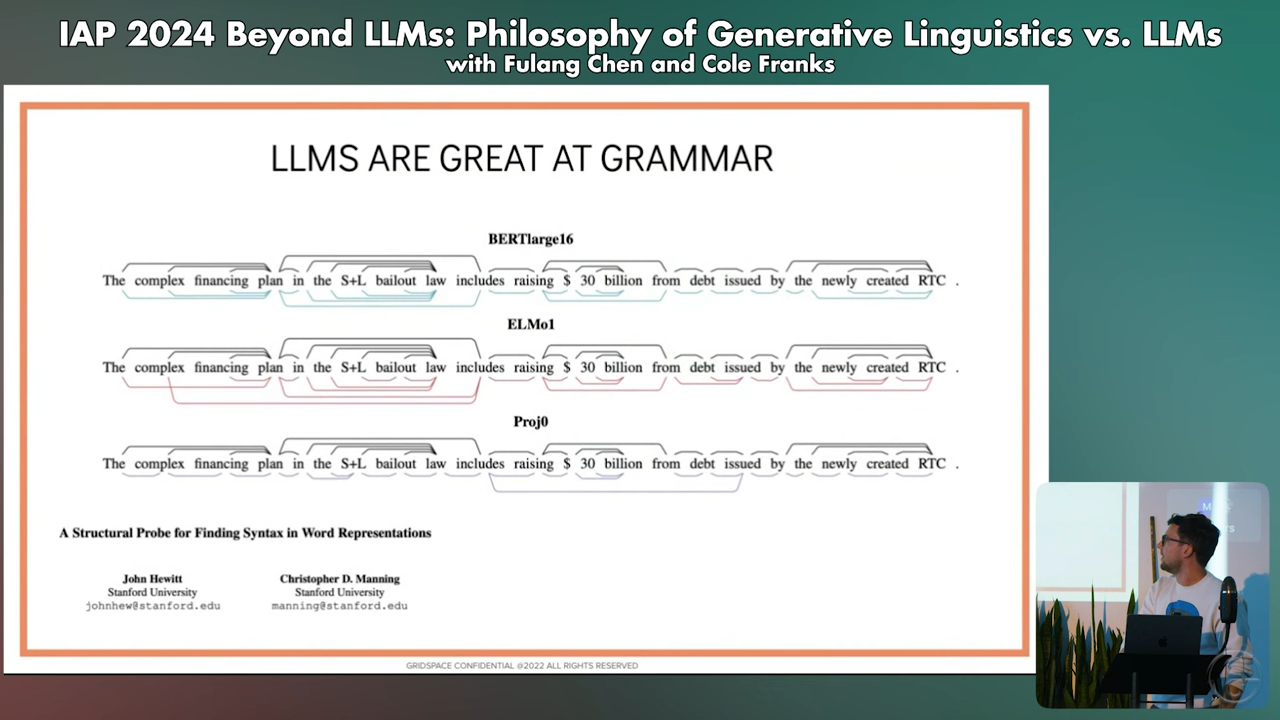 IAP 2024 Beyond LLMs: Philosophy of Generative Linguistics vs. LLMs
with Fulang Chen and Cole Franks
LLMS ARE GREAT AT GRAMMAR
BERTlarge16
The complex financing plan in the S+L bailout law includes raising $ 30 billion from debt issued by the newly created RTC .
ELMo1
The complex financing plan in the S+L bailout law includes raising $ 30 billion from debt issued by the newly created RTC .
Proj0
The complex financing plan in the S+L bailout law includes raising $ 30 billion from debt issued by the newly created RTC .
A Structural Probe for Finding Syntax in Word Representations
John Hewitt
Stanford University
johnhew@stanford.edu
Christopher D. Manning
Stanford University
manning@stanford.edu
GRIDSPACE CONFIDENTIAL @2022 ALL RIGHTS RESERVED